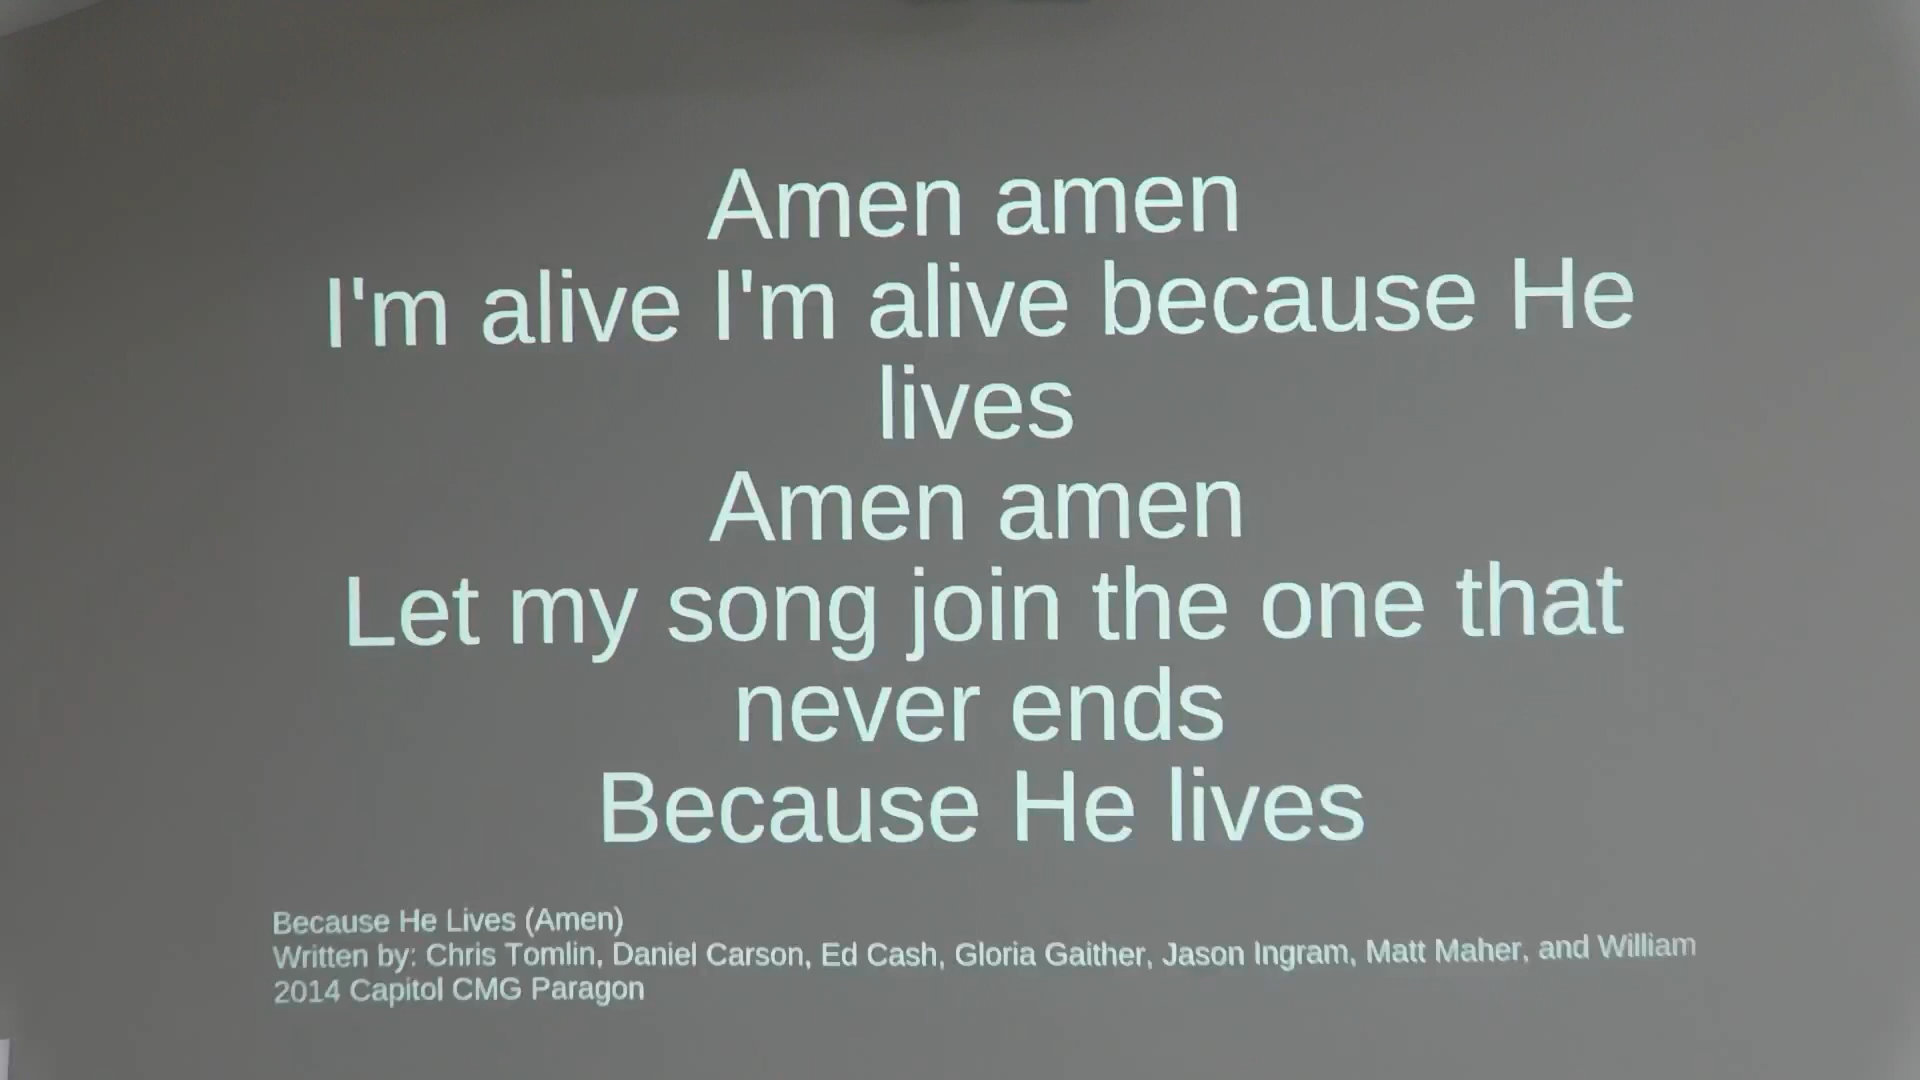 Amen amen
I'm alive I'm alive because He
lives
Amen amen
Let my song join the one that
never ends
Because He lives
Because He Lives (Amen)
Written by: Chris Tomlin, Daniel Carson, Ed Cash, Gloria Gaither, Jason Ingram, Matt Maher, and William
2014 Capitol CMG Paragon